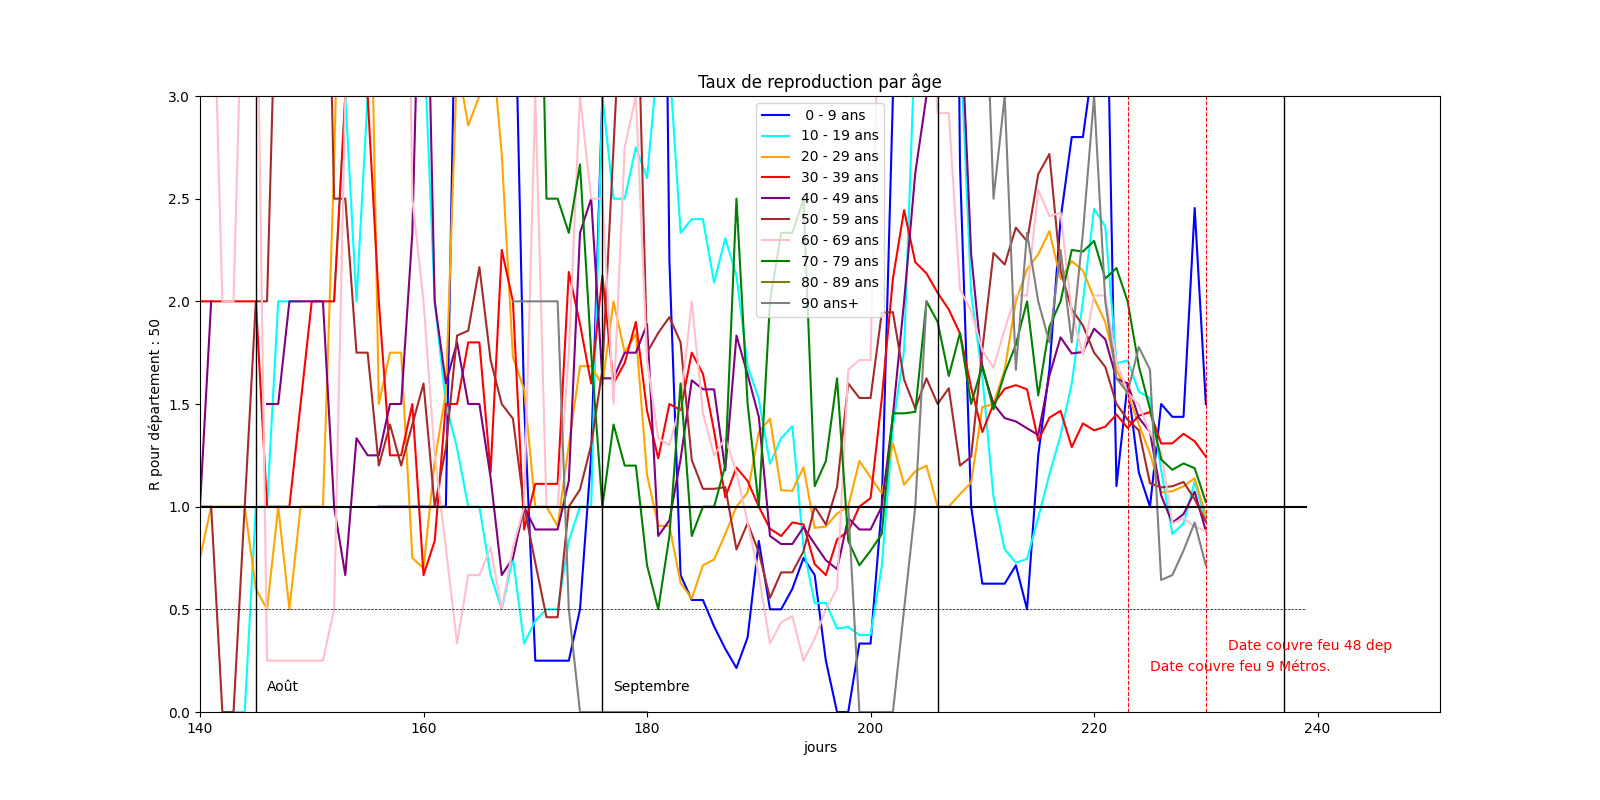 Taux de reproduction par âge
R pour département : 50
3.0
2.5
2.0
1.5
1.0
0.5
0.0
0 - 9 ans
10 - 19 ans
20 - 29 ans
30 - 39 ans
40 - 49 ans
50 - 59 ans
60 - 69 ans
70 - 79 ans
80 - 89 ans
90 ans+
Date couvre feu 48 dep
Date couvre feu 9 Métros.
Août
Septembre
140
160
180
200
220
240
jours